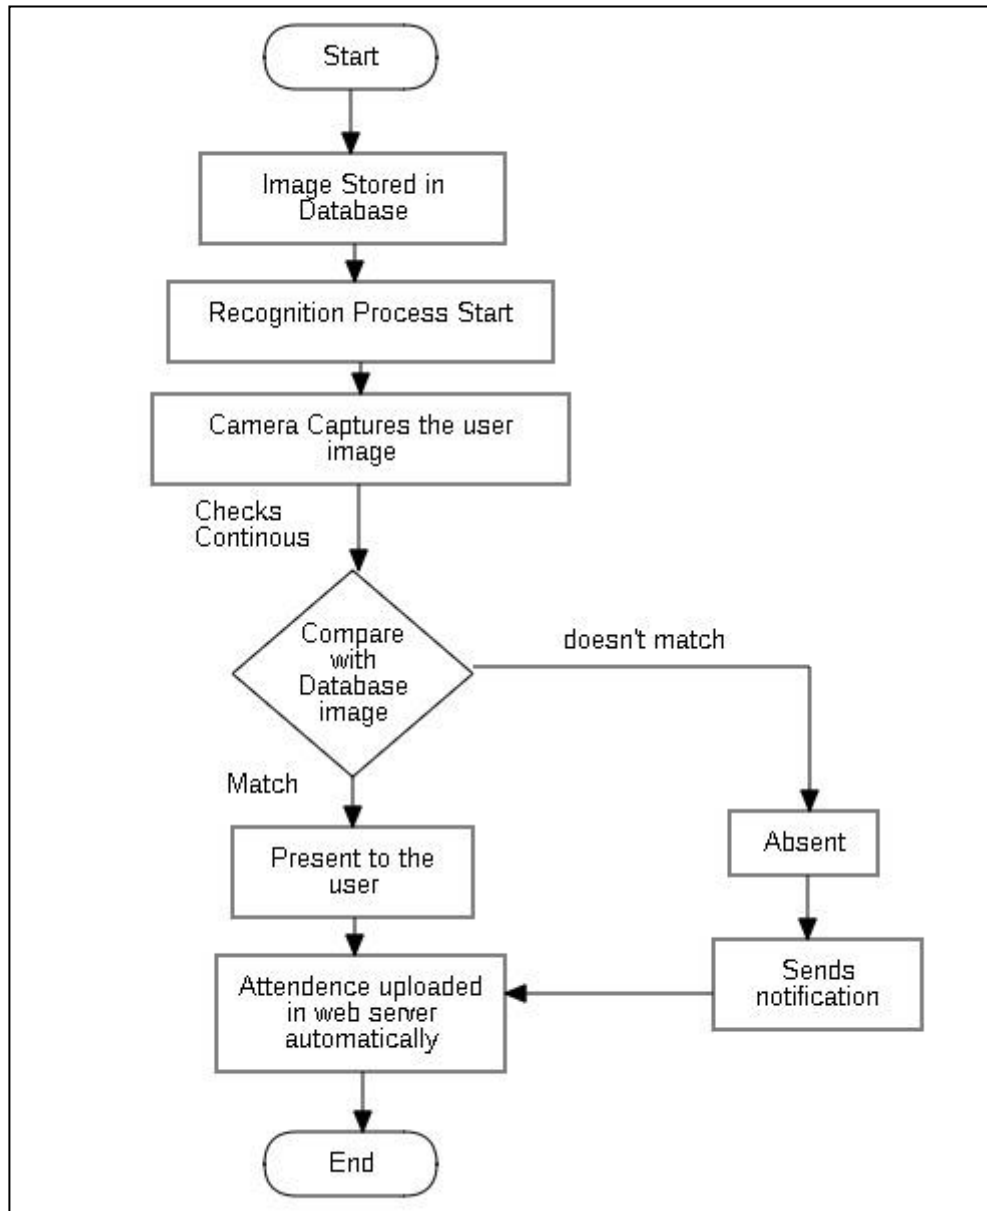 Start
Image Stored in
Database
Recognition Process Start
Camera Captures the user
image
Checks
Continous
Compare
with
Database
image
doesn't match
Match
Absent
Present to the
user
Sends
notification
Attendence uploaded
in web server
automatically
End